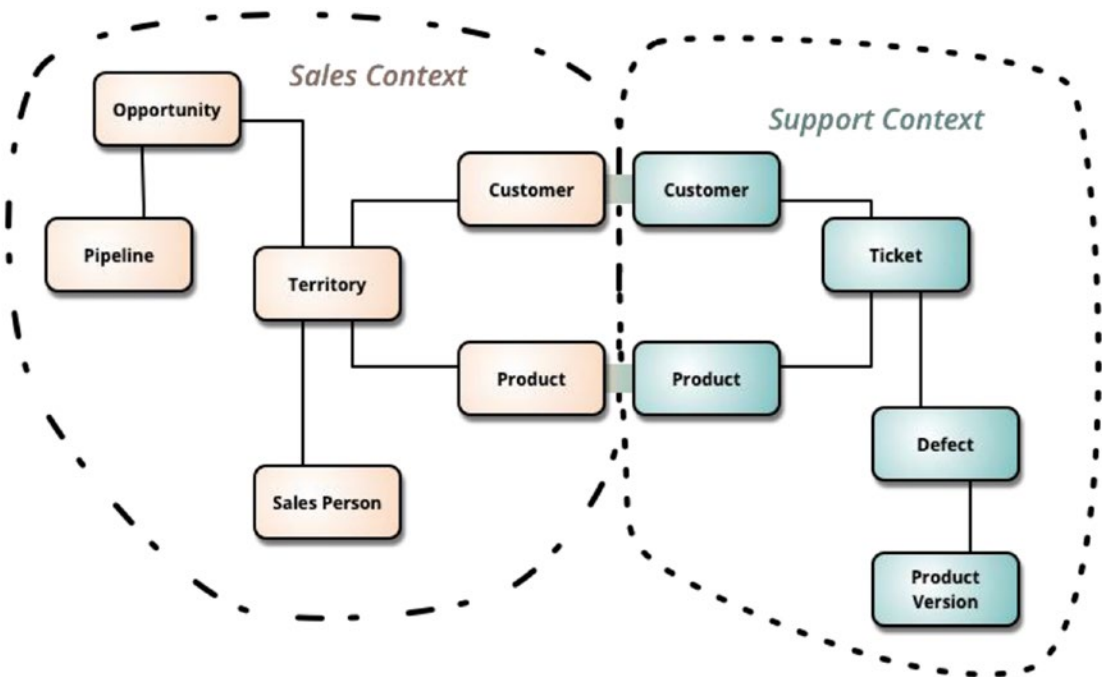 Sales Context
Opportunity
Support Context
Customer
Customer
Pipeline
Ticket
Territory
Product
Product
Defect
Sales Person
Product
Version